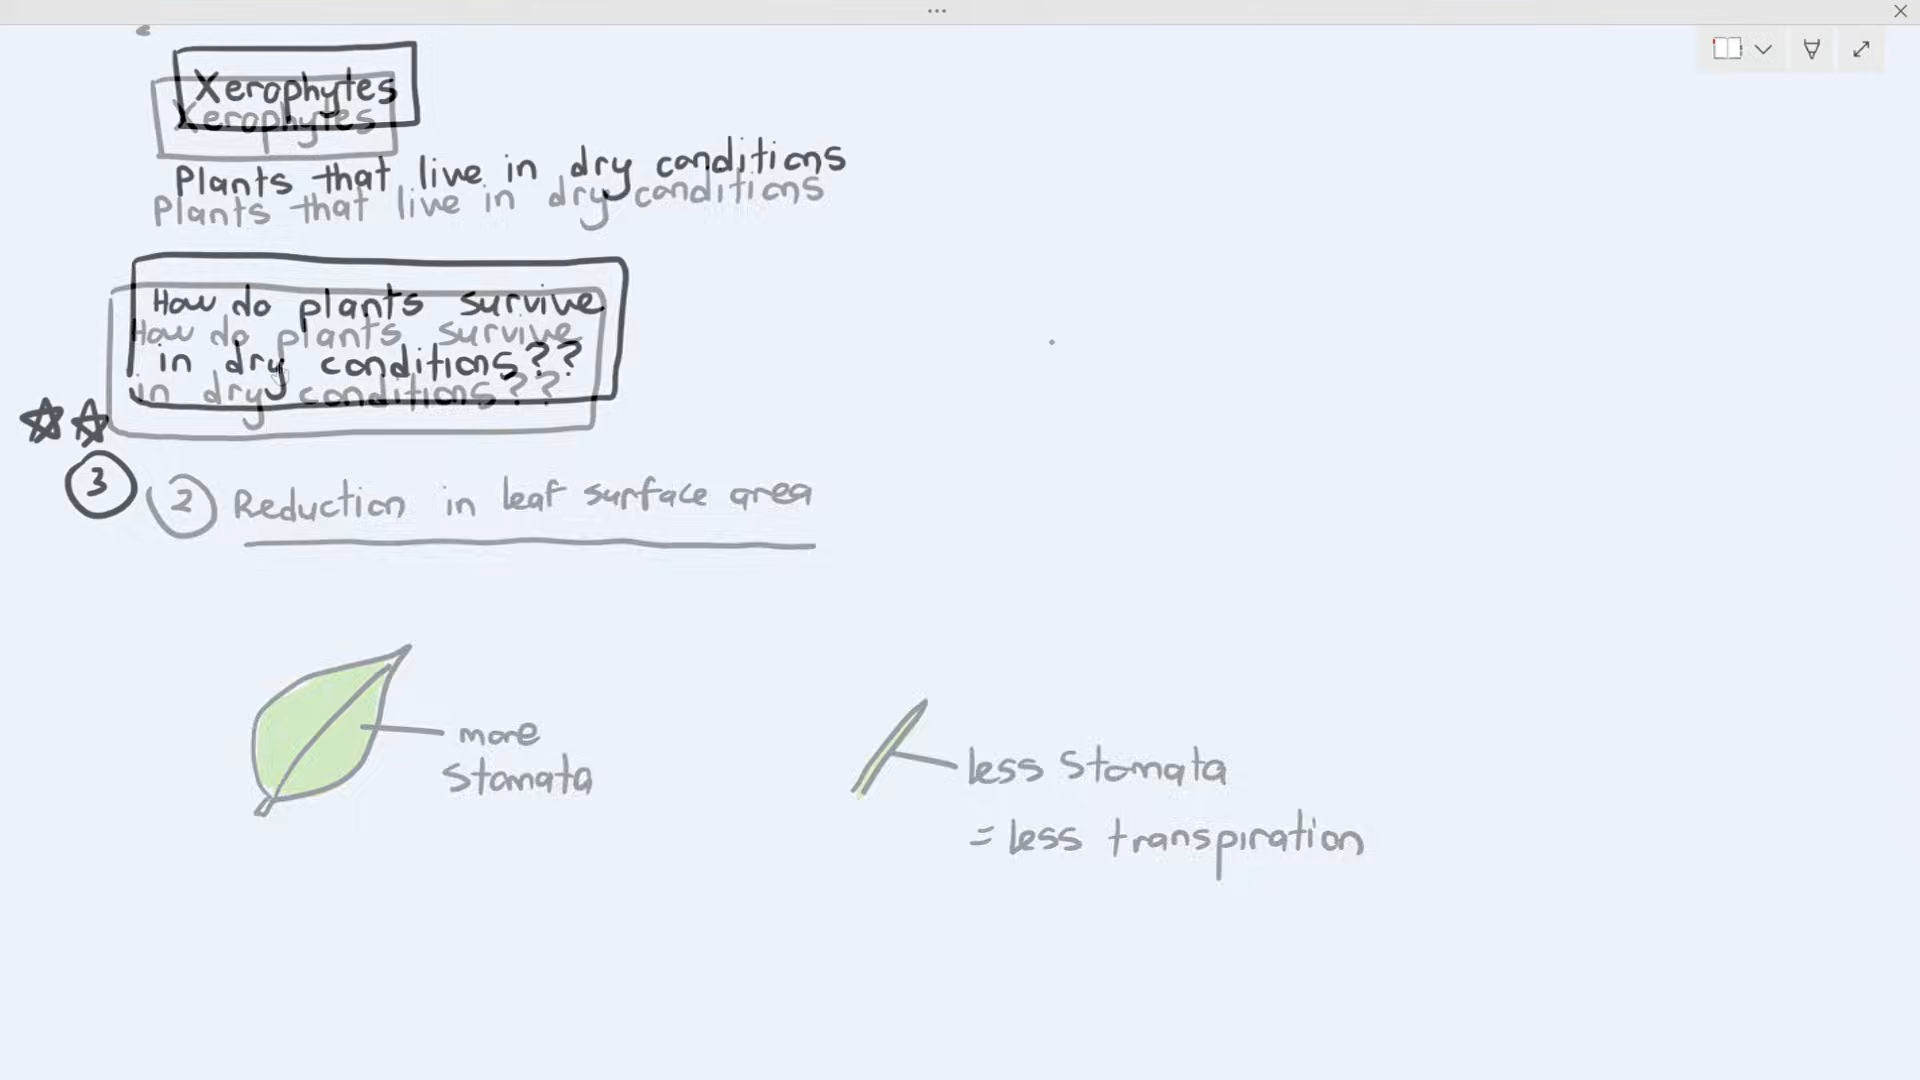 Xerophytes
Xerophytes
Plants that live in dry conditions
Plants that live in dry conditions
How do plants survive
How do plants survive
in dry conditions??
in dry conditions??
3
2 Reduction in leaf surface area
more
stomata
less stomata
= less transpiration